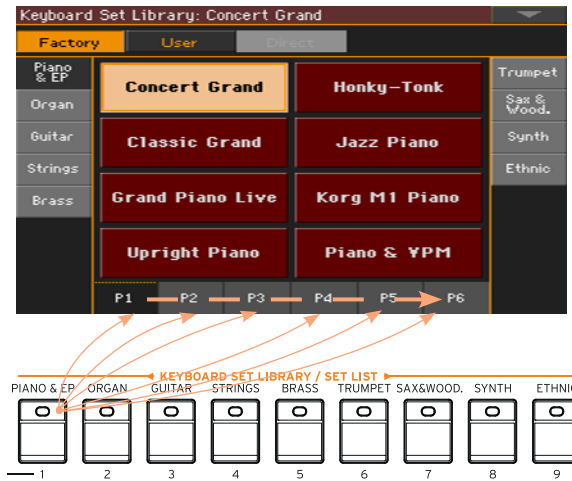 Keyboard Set Library: Concert Grand
Factory User Direct
Piano & EP
Organ
Guitar
Strings
Brass
Concert Grand Honky-Tonk
Classic Grand Jazz Piano
Grand Piano Live Korg M1 Piano
Upright Piano Piano & YPM
Trumpet
Sax & Wood.
Synth
Ethnic
P1 P2 P3 P4 P5 P6
KEYBOARD SET LIBRARY / SET LIST
PIANO & EP ORGAN GUITAR STRINGS BRASS TRUMPET SAX&WOOD. SYNTH ETHNI
1 2 3 4 5 6 7 8 9